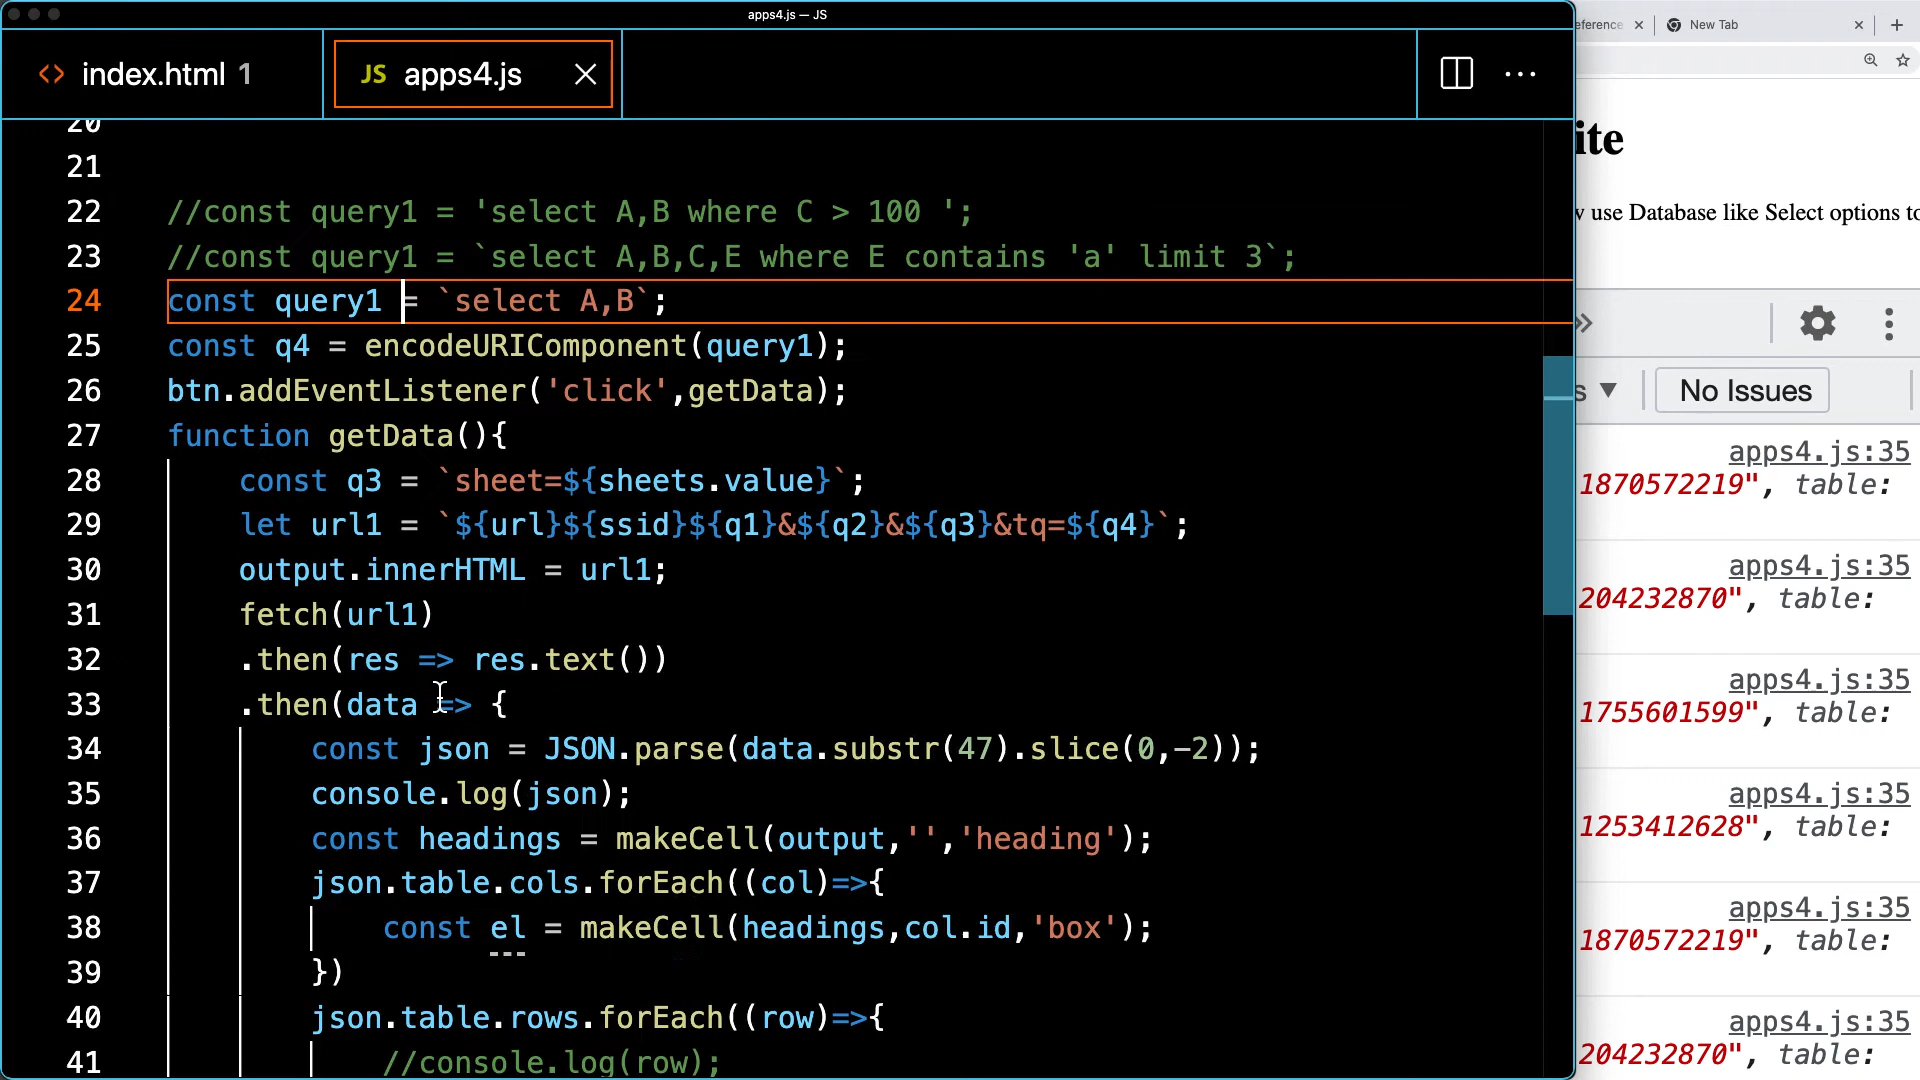 apps4.js — JS
index.html 1
JS apps4.js
20
21
22 //const query1 = 'select A,B where C > 100 ';
23 //const query1 = `select A,B,C,E where E contains 'a' limit 3`;
24 const query1 = `select A,B`;
25 const q4 = encodeURIComponent(query1);
26 btn.addEventListener('click',getData);
27 function getData(){
28 const q3 = `sheet=${sheets.value}`;
29 let url1 = `${url}${ssid}${q1}&${q2}&${q3}&tq=${q4}`;
30 output.innerHTML = url1;
31 fetch(url1)
32 .then(res => res.text())
33 .then(data => {
34 const json = JSON.parse(data.substr(47).slice(0,-2));
35 console.log(json);
36 const headings = makeCell(output,'','heading');
37 json.table.cols.forEach((col)=>{
38 const el = makeCell(headings,col.id,'box');
39 })
40 json.table.rows.forEach((row)=>{
41 //console.log(row);
eference
New Tab
ite
use Database like Select options to
No Issues
apps4.js:35
1870572219", table:
apps4.js:35
204232870", table:
apps4.js:35
1755601599", table:
apps4.js:35
1253412628", table:
apps4.js:35
1870572219", table:
apps4.js:35
204232870", table: